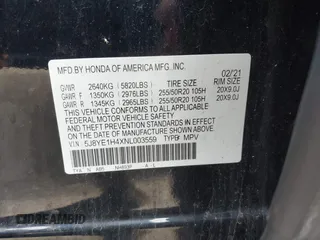 MFD.BY HONDA OF AMERICA MFG.,INC.
02/21
GVWR 2640KG (5820LBS) TIRE SIZE RIM SIZE
GAWR F 1350KG (2976LBS) 255/50R20 105H 20X9.0J
GAWR R 1345KG (2965LBS) 255/50R20 105H 20X9.0J
THIS VEHICLE CONFORMS TO ALL APPLICABLE
FEDERAL MOTOR VEHICLE SAFETY AND THEFT
PREVENTION STANDARDS IN EFFECT ON THE DATE OF
MANUFACTURE SHOWN ABOVE.
V.I.N.: 5J8YE1H4XNL003559 TYPE: MPV
DREAMBID